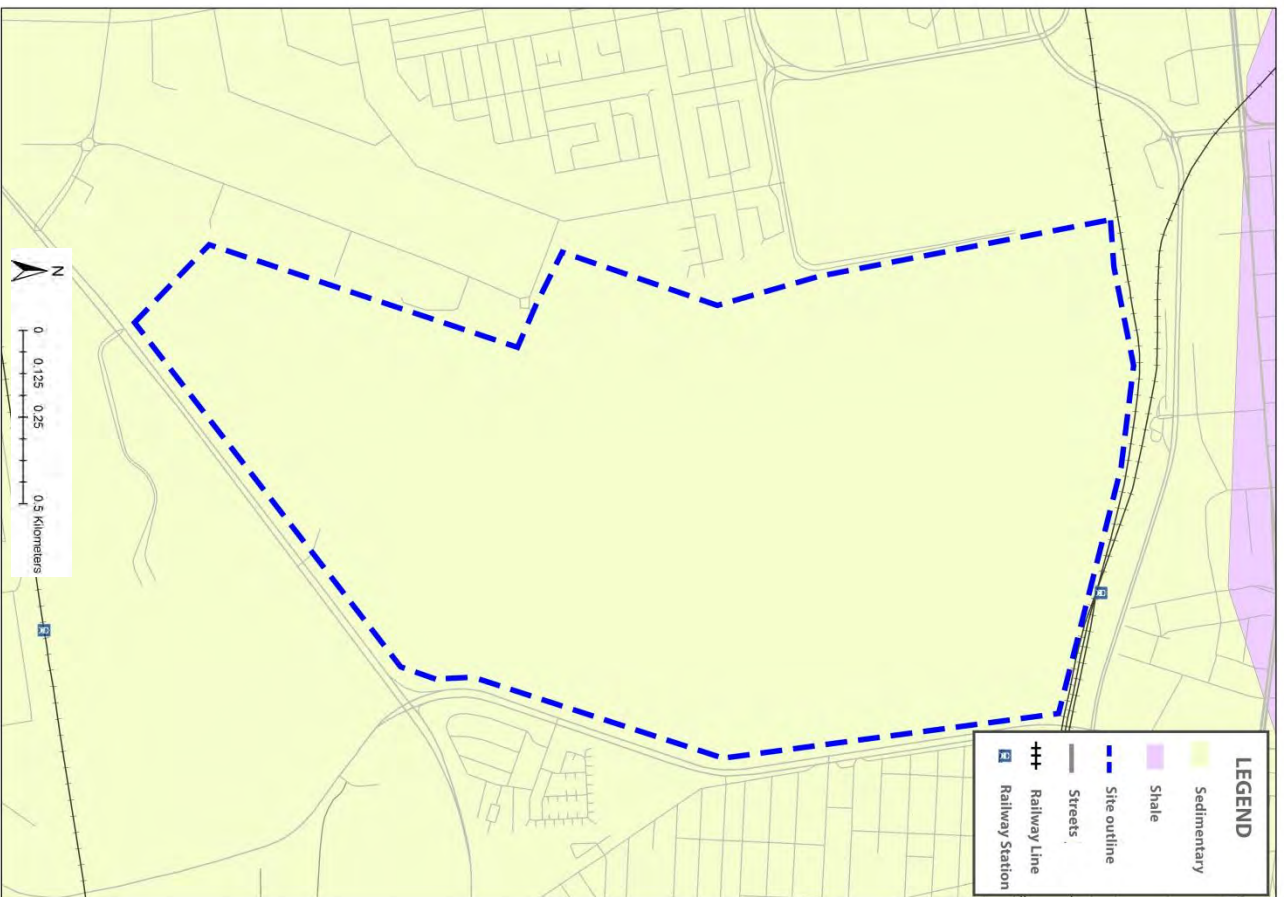 LEGEND
Sedimentary
Shale
Site outline
Streets
Railway Line
Railway Station
N
0 0,125 0,25 0,5 Kilometers